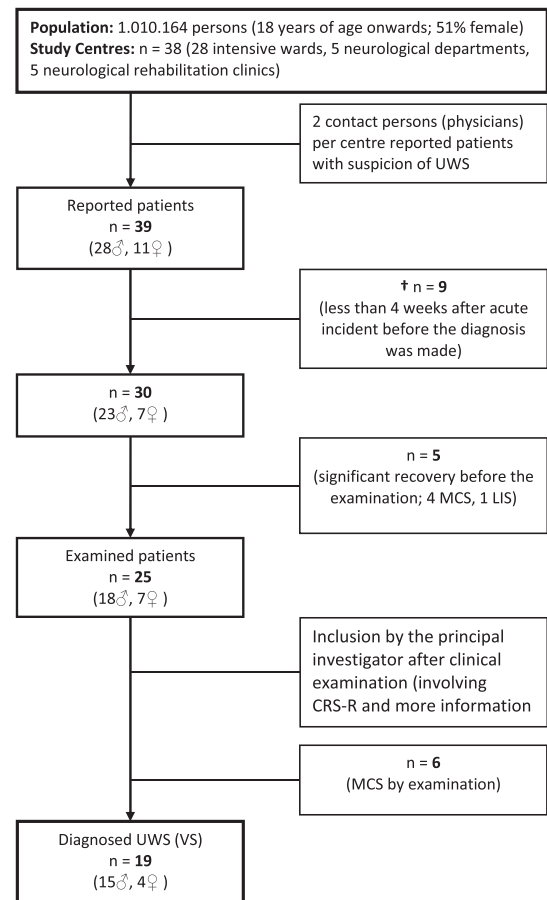 Population: 1.010.164 persons (18 years of age onwards; 51% female)
Study Centres: n = 38 (28 intensive wards, 5 neurological departments,
5 neurological rehabilitation clinics)
2 contact persons (physicians)
per centre reported patients
with suspicion of UWS
Reported patients
n = 39
(28♂, 11♀ )
† n = 9
(less than 4 weeks after acute
incident before the diagnosis
was made)
n = 30
(23♂, 7♀ )
n = 5
(significant recovery before the
examination; 4 MCS, 1 LIS)
Examined patients
n = 25
(18♂, 7♀ )
Inclusion by the principal
investigator after clinical
examination (involving
CRS-R and more information
n = 6
(MCS by examination)
Diagnosed UWS (VS)
n = 19
(15♂, 4♀ )